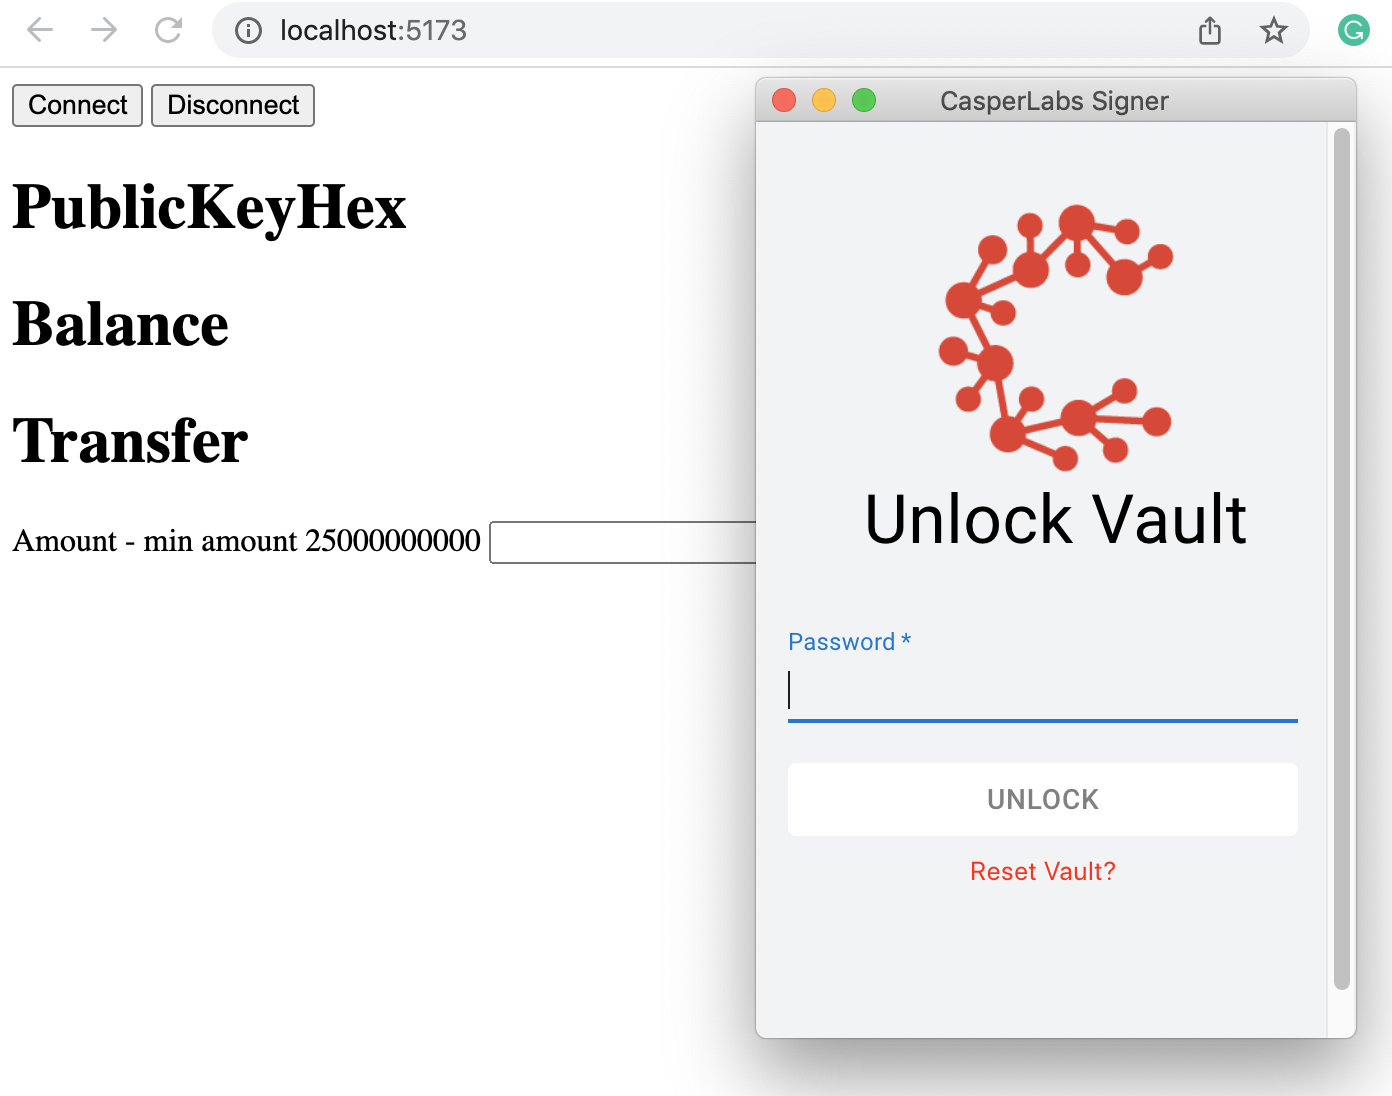 localhost:5173
Connect Disconnect
PublicKeyHex
Balance
Transfer
Amount - min amount 25000000000
CasperLabs Signer
Unlock Vault
Password *
UNLOCK
Reset Vault?